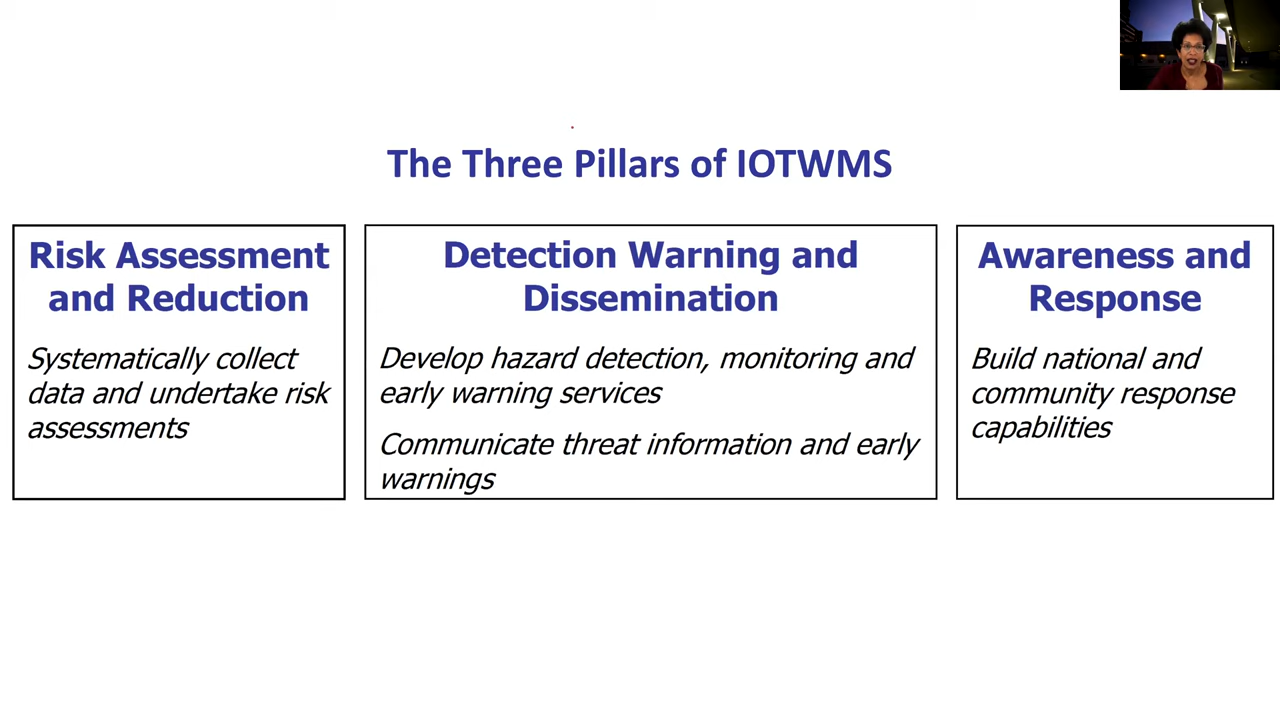 The Three Pillars of IOTWMS
Risk Assessment
and Reduction
Systematically collect
data and undertake risk
assessments
Detection Warning and
Dissemination
Develop hazard detection, monitoring and
early warning services
Communicate threat information and early
warnings
Awareness and
Response
Build national and
community response
capabilities